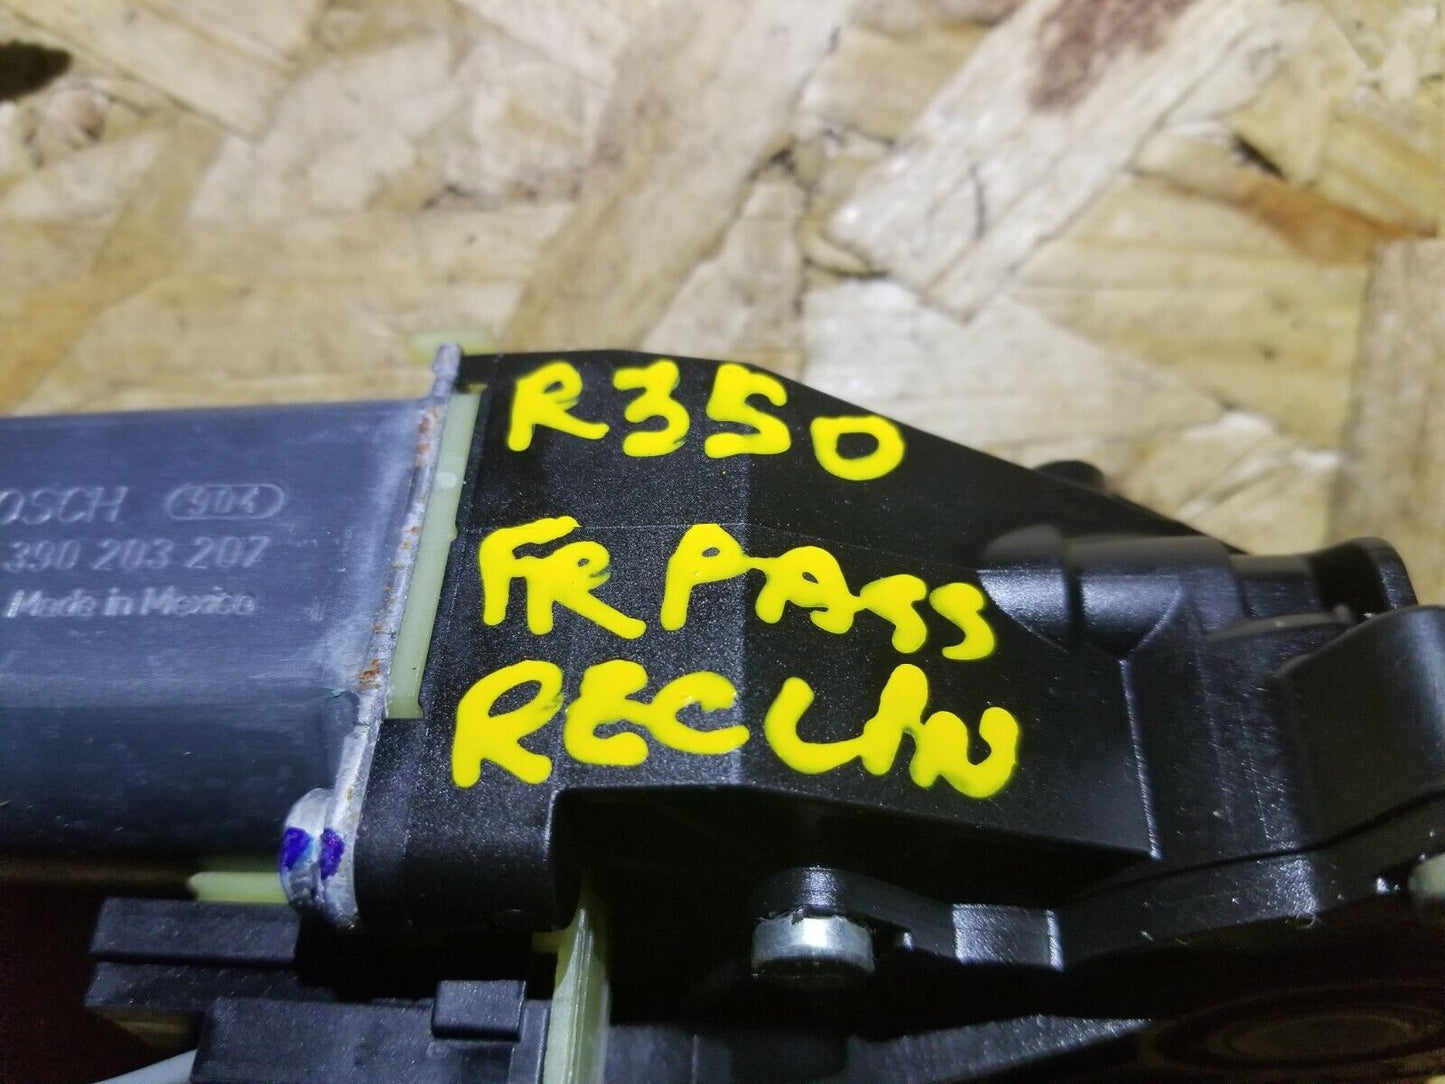 OSCH 904
390 203 207
Made in Mexico
R350
FR PASS
RECLIN